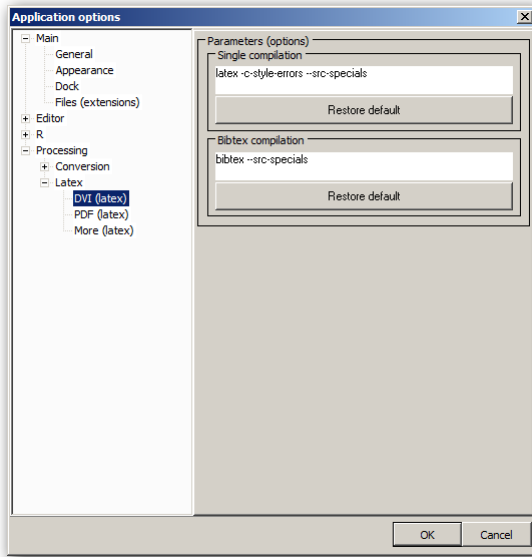 Application options
Main
General
Appearance
Dock
Files (extensions)
Editor
R
Processing
Conversion
Latex
DVI (latex)
PDF (latex)
More (latex)
Parameters (options)
Single compilation
latex -c-style-errors --src-specials
Restore default
Bibtex compilation
bibtex --src-specials
Restore default
OK
Cancel